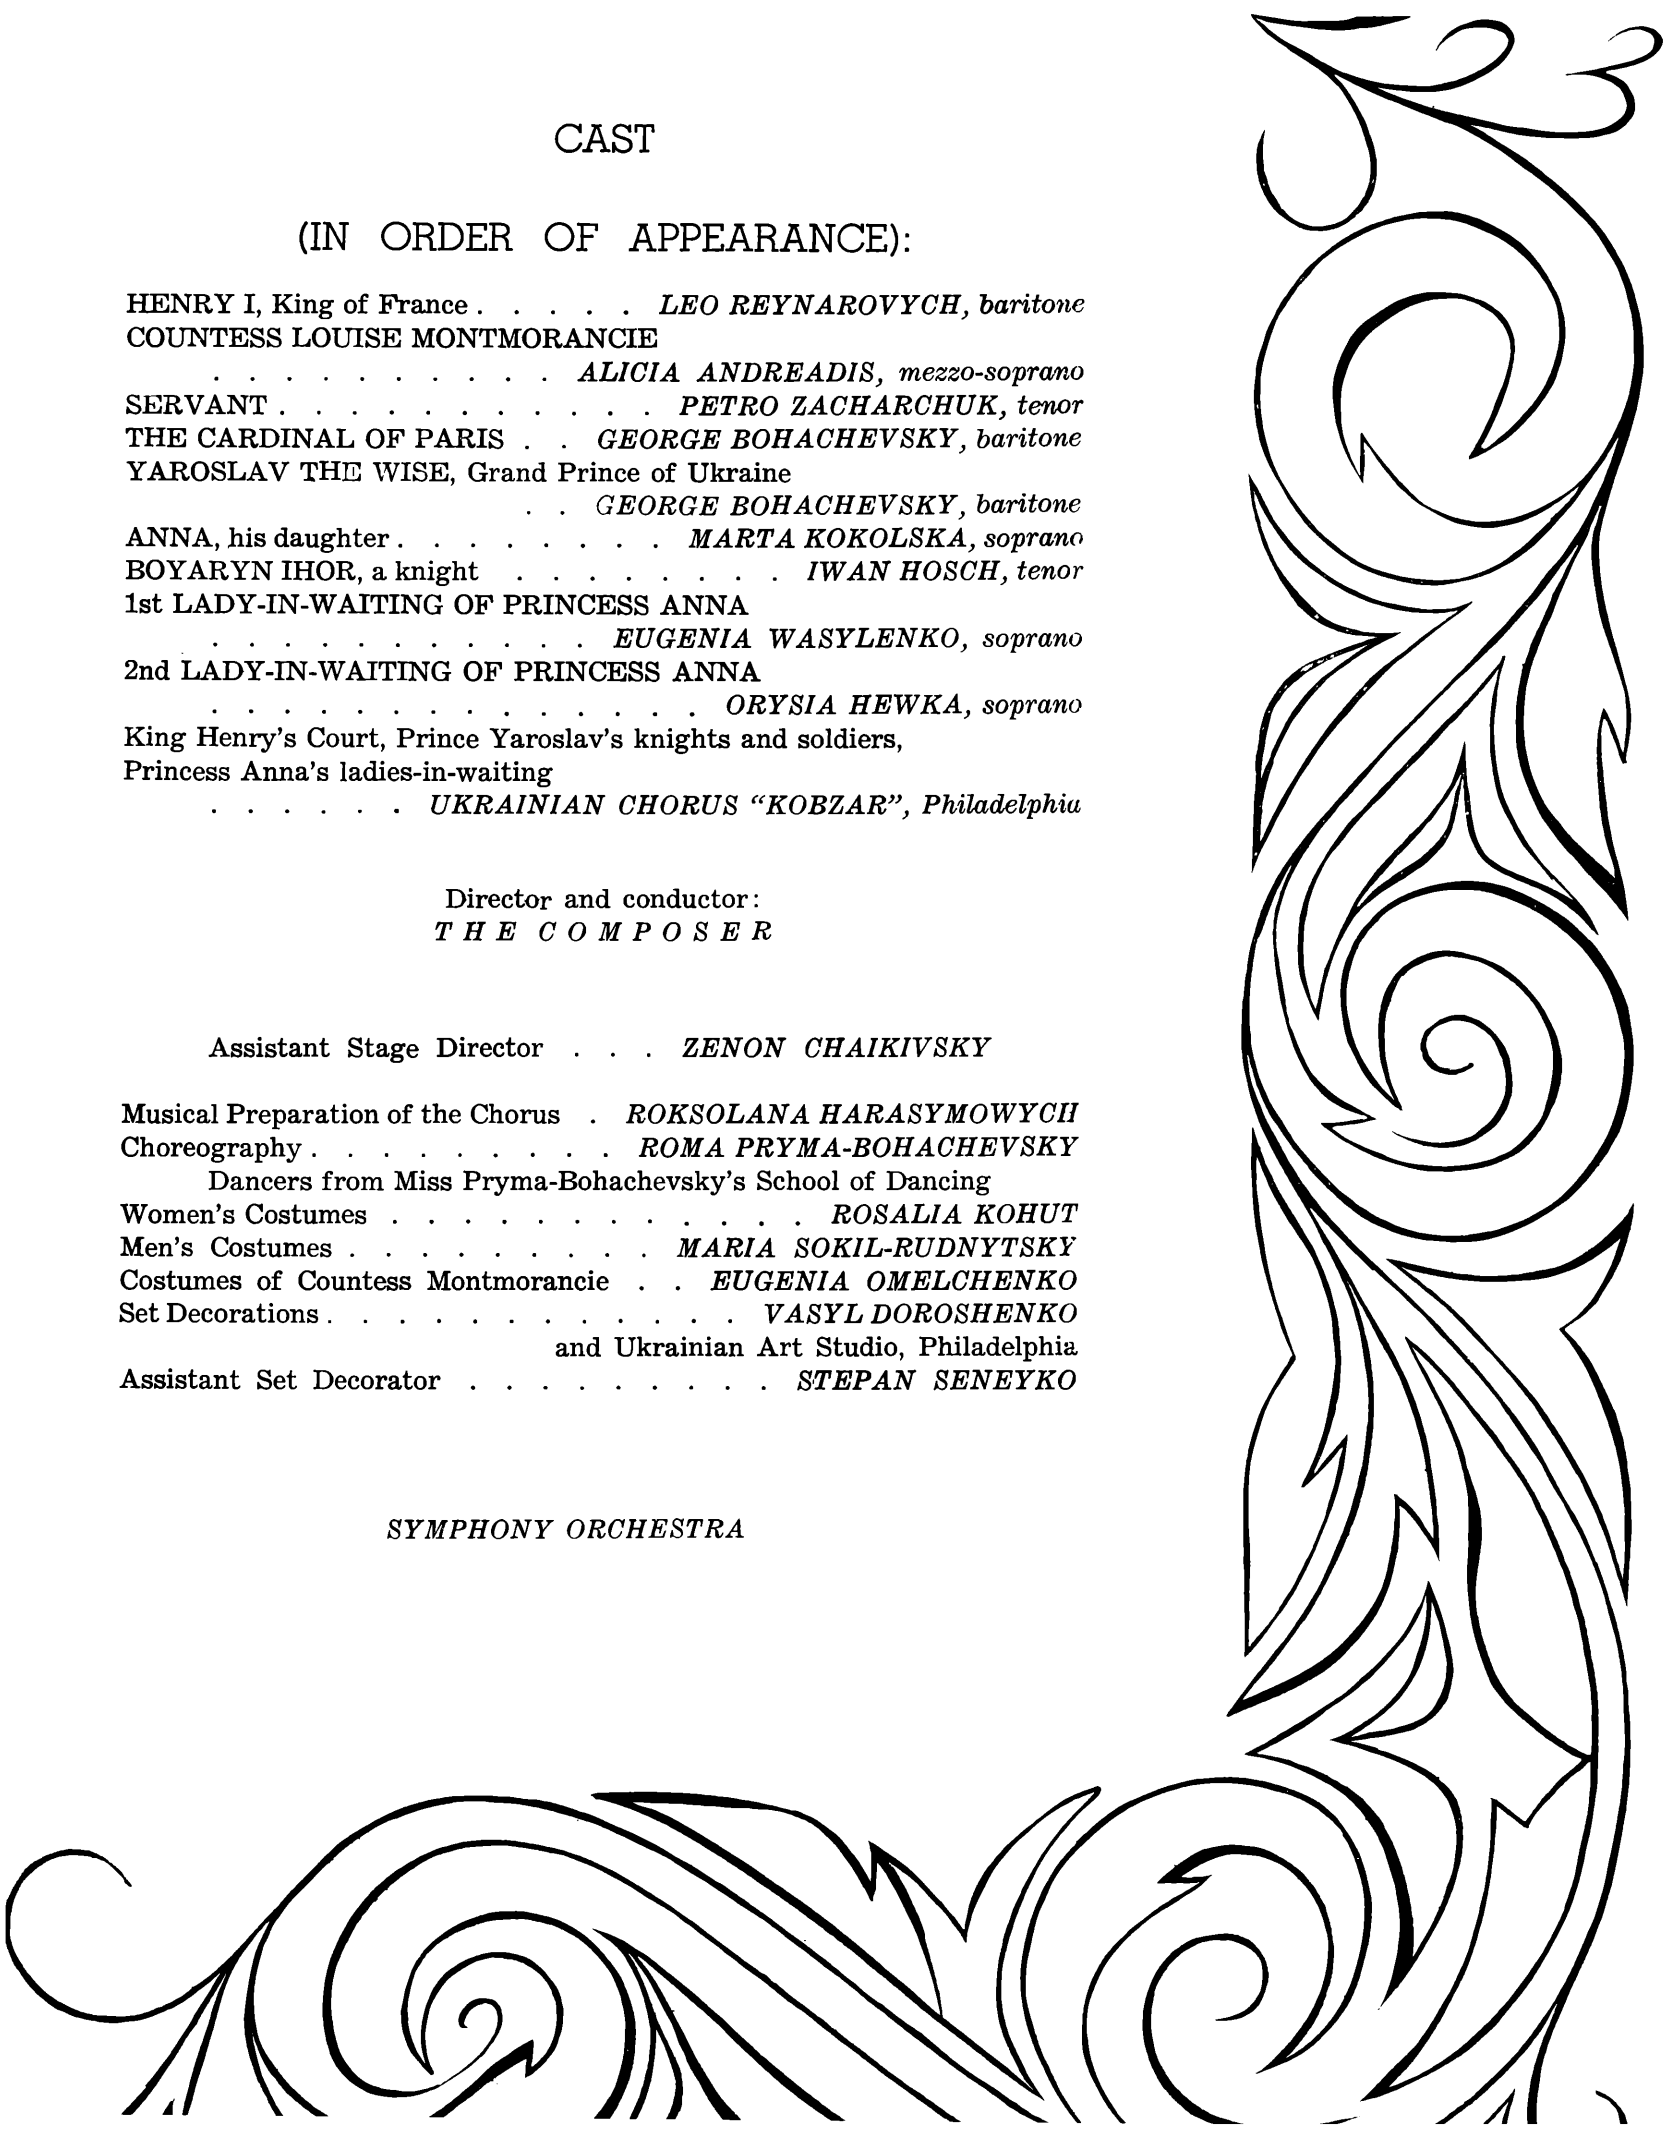 CAST
(IN ORDER OF APPEARANCE):
HENRY I, King of France . . . . . LEO REYNAROVYCH, baritone
COUNTESS LOUISE MONTMORANCIE
. . . . . . . . . . ALICIA ANDREADIS, mezzo-soprano
SERVANT . . . . . . . . . . . PETRO ZACHARCHUK, tenor
THE CARDINAL OF PARIS . . GEORGE BOHACHEVSKY, baritone
YAROSLAV THE WISE, Grand Prince of Ukraine
. . GEORGE BOHACHEVSKY, baritone
ANNA, his daughter . . . . . . . . MARTA KOKOLSKA, soprano
BOYARYN IHOR, a knight . . . . . . . . IWAN HOSCH, tenor
1st LADY-IN-WAITING OF PRINCESS ANNA
. . . . . . . . . . . EUGENIA WASYLENKO, soprano
2nd LADY-IN-WAITING OF PRINCESS ANNA
. . . . . . . . . . . . . . ORYSIA HEWKA, soprano
King Henry's Court, Prince Yaroslav's knights and soldiers,
Princess Anna's ladies-in-waiting
. . . . . . UKRAINIAN CHORUS “KOBZAR”, Philadelphia
Director and conductor:
THE COMPOSER
Assistant Stage Director . . . ZENON CHAIKIVSKY
Musical Preparation of the Chorus . ROKSOLANA HARASYMOWYCH
Choreography . . . . . . . . . ROMA PRYMA-BOHACHEVSKY
Dancers from Miss Pryma-Bohachevsky's School of Dancing
Women's Costumes . . . . . . . . . . . . ROSALIA KOHUT
Men's Costumes . . . . . . . . . MARIA SOKIL-RUDNYTSKY
Costumes of Countess Montmorancie . . EUGENIA OMELCHENKO
Set Decorations . . . . . . . . . . . . VASYL DOROSHENKO
and Ukrainian Art Studio, Philadelphia
Assistant Set Decorator . . . . . . . . . STEPAN SENEYKO
SYMPHONY ORCHESTRA